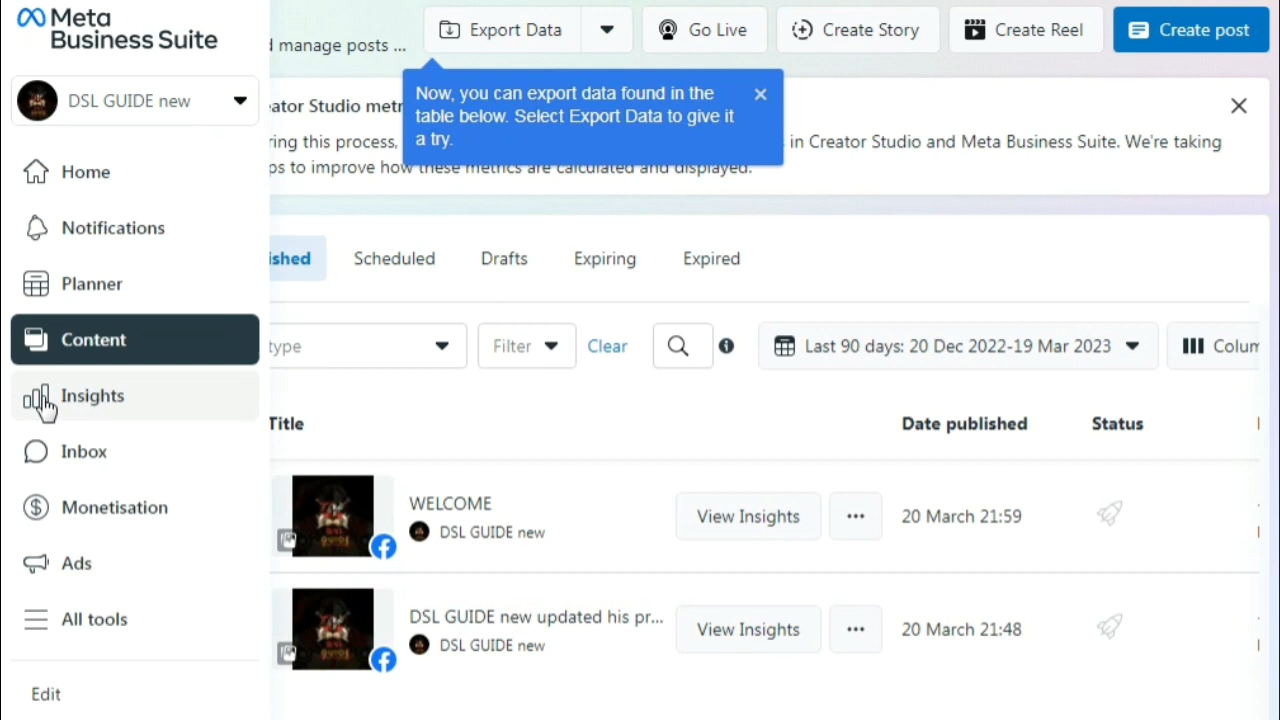 Meta
Business Suite
DSL GUIDE new
Home
Notifications
Planner
Content
Insights
Inbox
Monetisation
Ads
All tools
Edit
manage posts ...
Export Data
Go Live
Create Story
Create Reel
Create post
Now, you can export data found in the
table below. Select Export Data to give it
a try.
ator Studio metr
ring this process,
in Creator Studio and Meta Business Suite. We're taking
ps to improve how these metrics are calculated and displayed.
ished
Scheduled
Drafts
Expiring
Expired
type
Filter
Clear
Last 90 days: 20 Dec 2022-19 Mar 2023
Colum
Title
Date published
Status
WELCOME
DSL GUIDE new
View Insights
20 March 21:59
DSL GUIDE new updated his pr...
DSL GUIDE new
View Insights
20 March 21:48